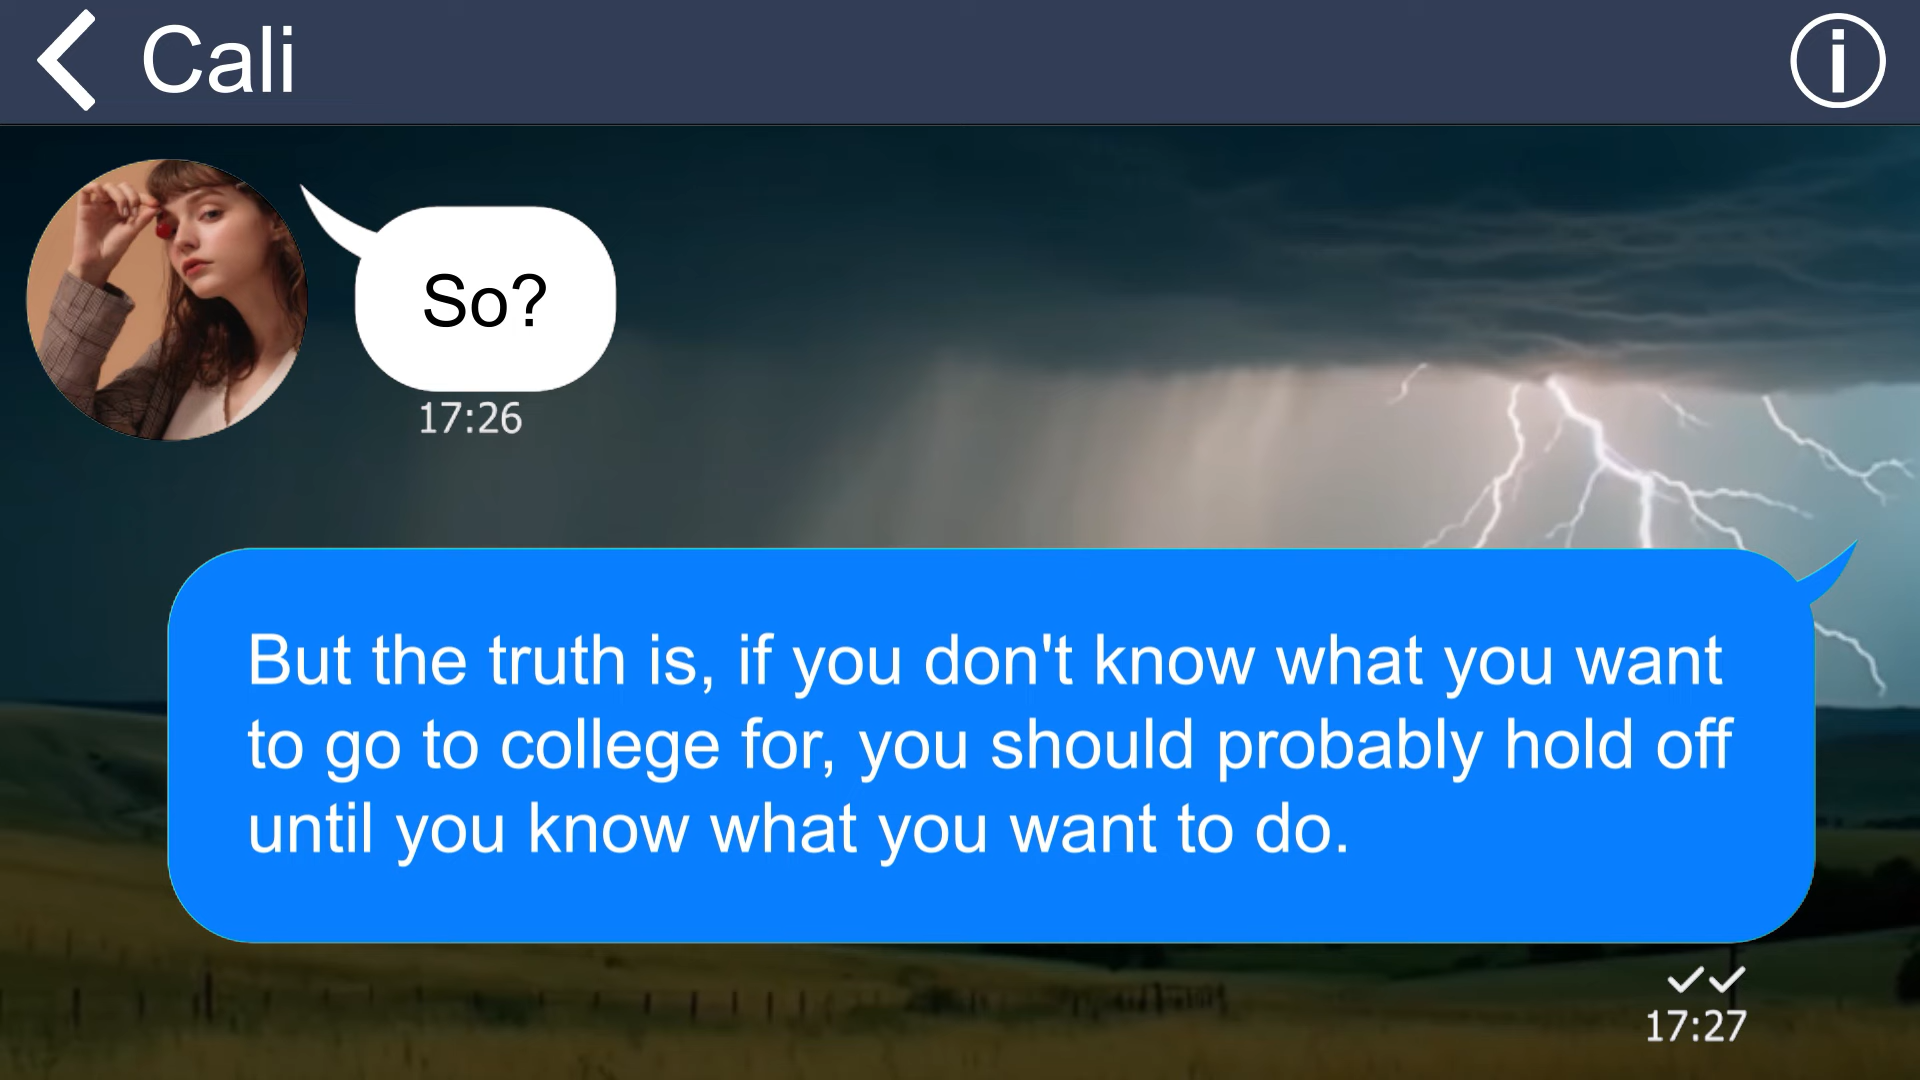 Cali
So?
17:26
But the truth is, if you don't know what you want
to go to college for, you should probably hold off
until you know what you want to do.
17:27